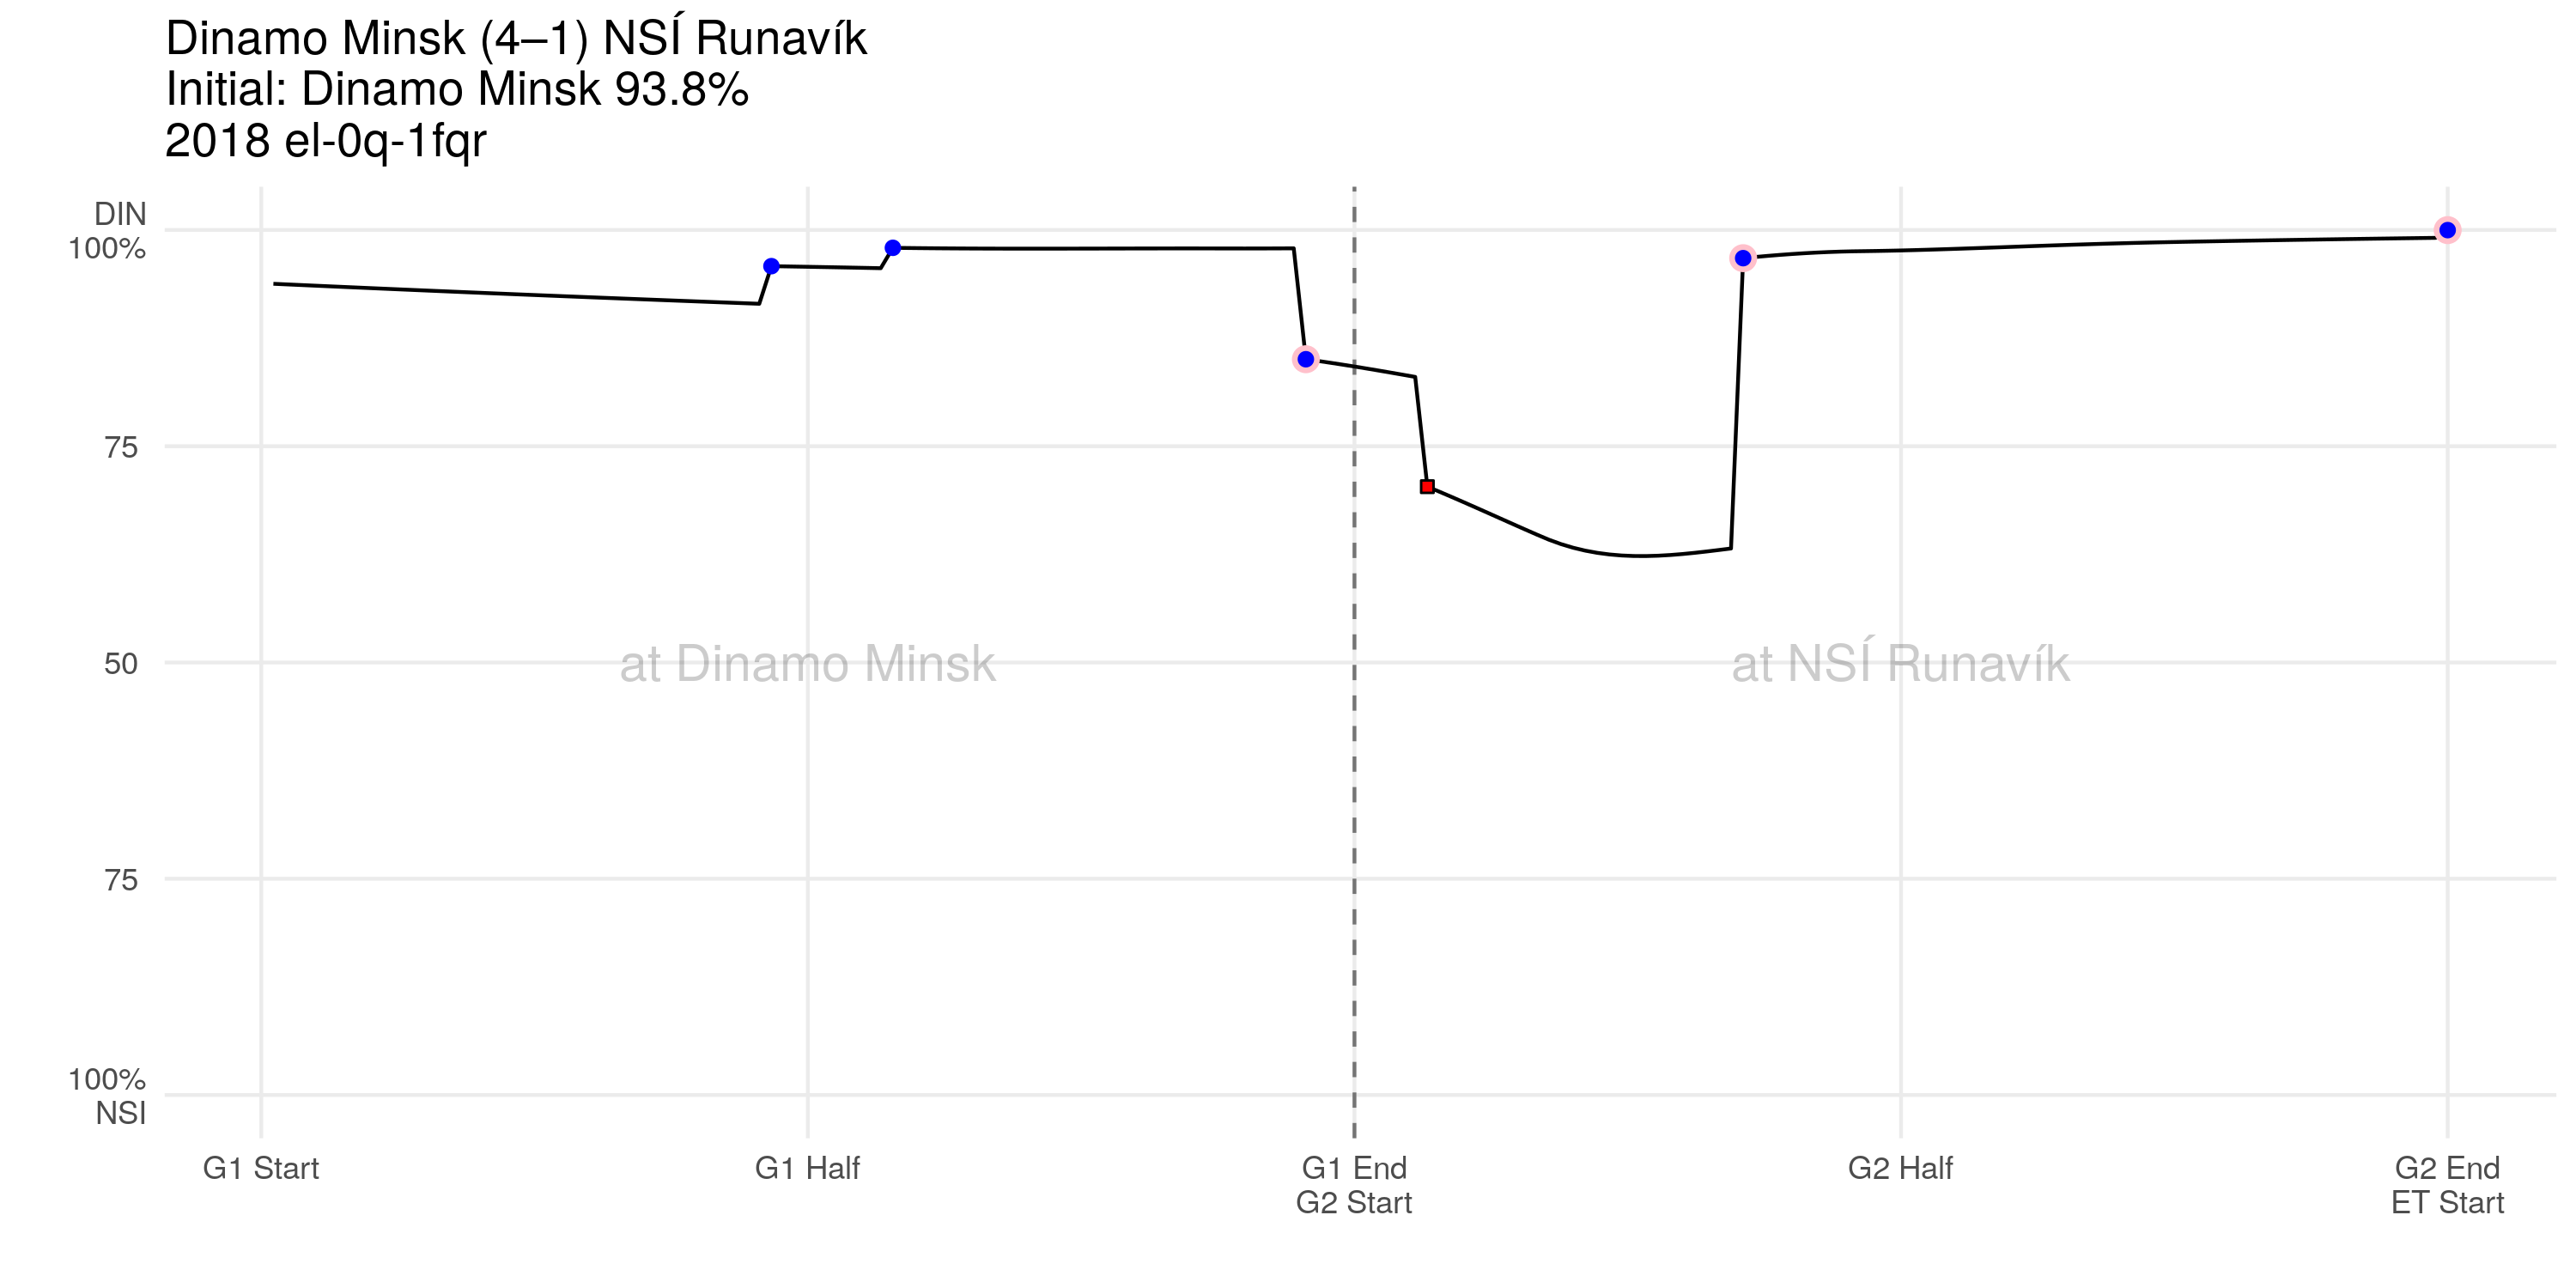 Dinamo Minsk (4–1) NSÍ Runavík
Initial: Dinamo Minsk 93.8%
2018 el-0q-1fqr
DIN
100%
75
50
75
100%
NSI
at Dinamo Minsk
at NSÍ Runavík
G1 Start
G1 Half
G1 End
G2 Start
G2 Half
G2 End
ET Start